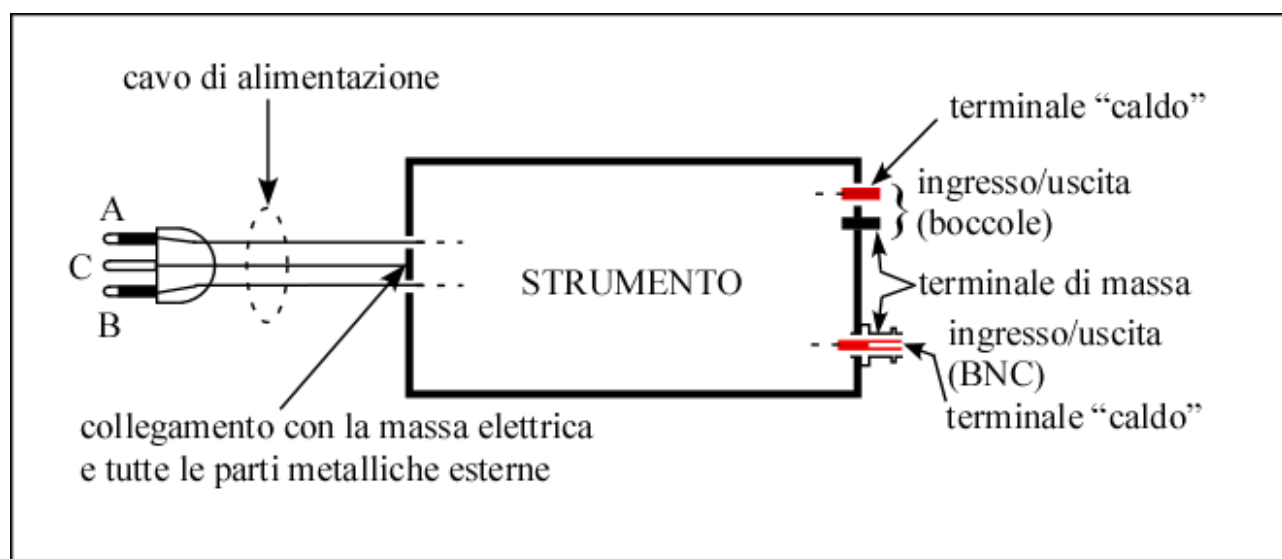 cavo di alimentazione
terminale “caldo”
ingresso/uscita
(boccole)
A
C
B
STRUMENTO
terminale di massa
ingresso/uscita
(BNC)
terminale “caldo”
collegamento con la massa elettrica
e tutte le parti metalliche esterne